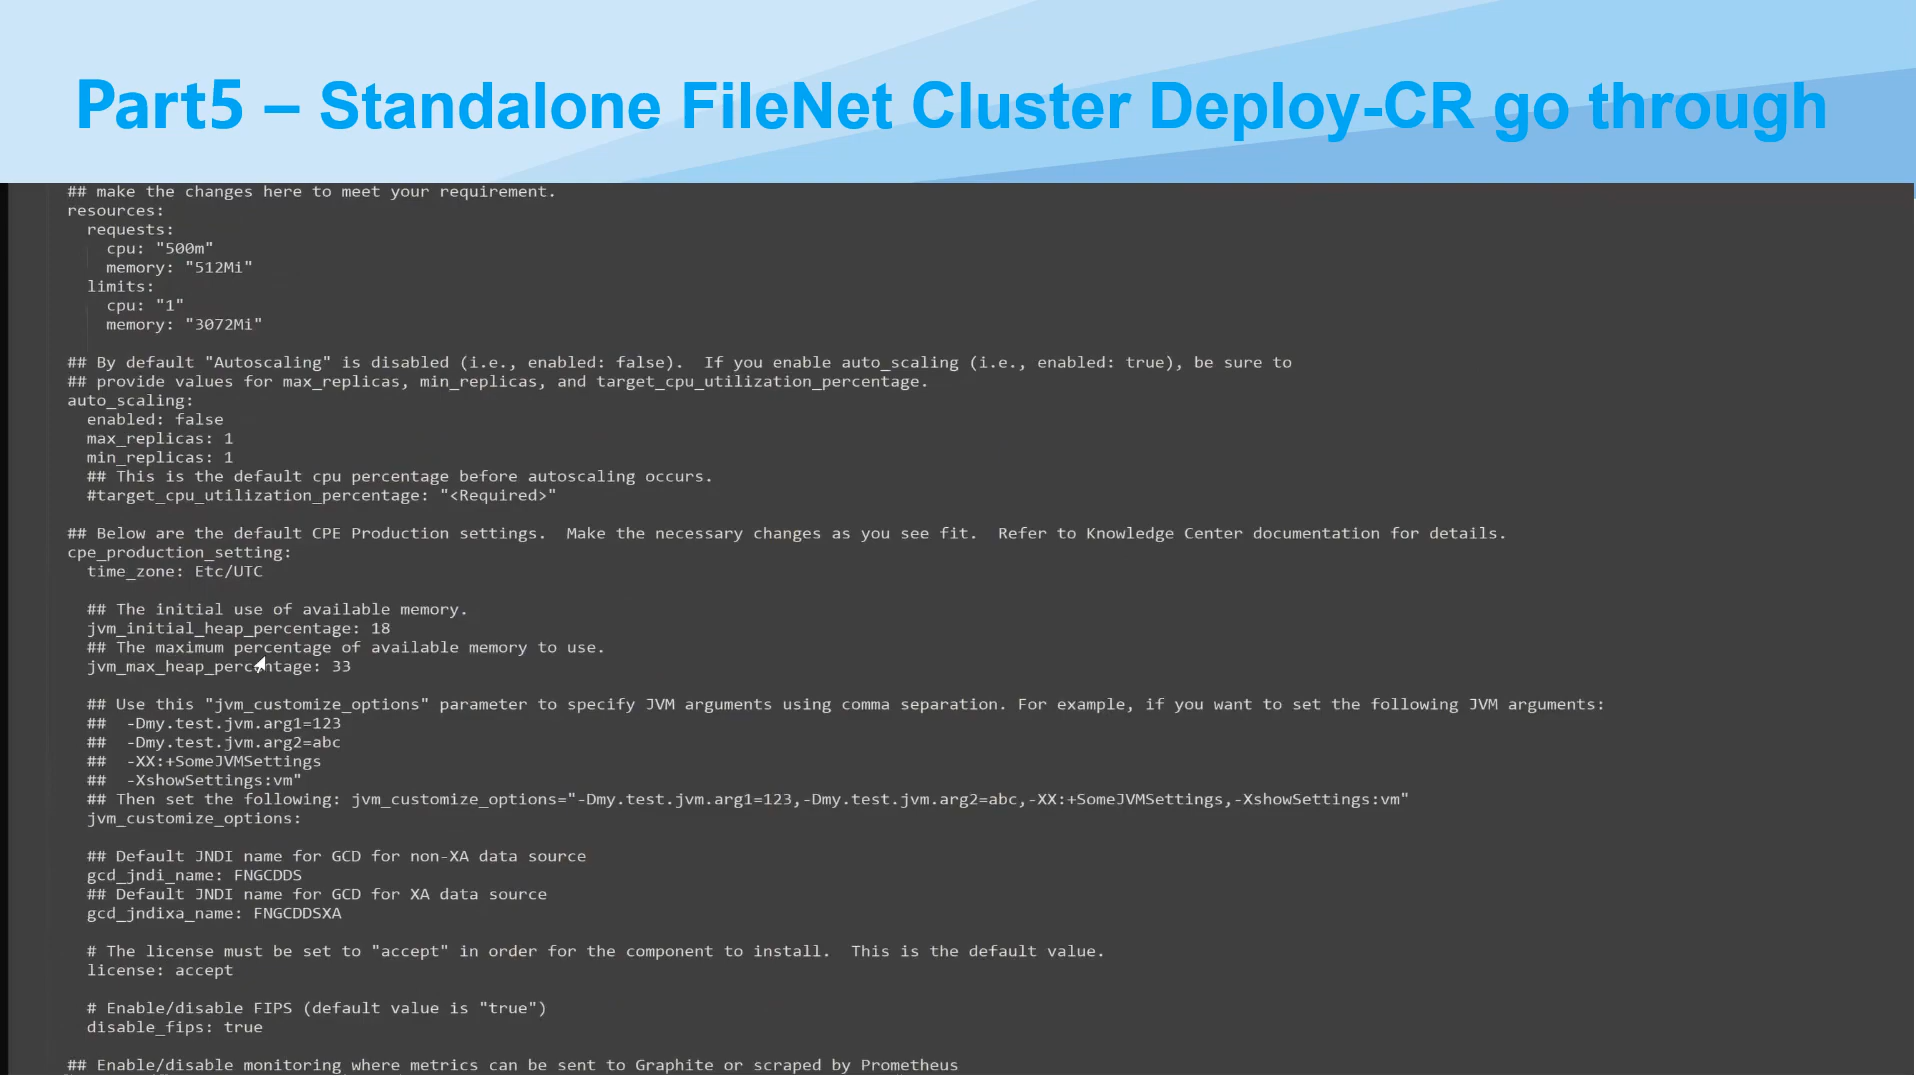 Part5 – Standalone FileNet Cluster Deploy-CR go through
## make the changes here to meet your requirement.
resources:
requests:
cpu: "500m"
memory: "512Mi"
limits:
cpu: "1"
memory: "3072Mi"
## By default "Autoscaling" is disabled (i.e., enabled: false).  If you enable auto_scaling (i.e., enabled: true), be sure to
## provide values for max_replicas, min_replicas, and target_cpu_utilization_percentage.
auto_scaling:
enabled: false
max_replicas: 1
min_replicas: 1
## This is the default cpu percentage before autoscaling occurs.
#target_cpu_utilization_percentage: "<Required>"
## Below are the default CPE Production settings.  Make the necessary changes as you see fit.  Refer to Knowledge Center documentation for details.
cpe_production_setting:
time_zone: Etc/UTC
## The initial use of available memory.
jvm_initial_heap_percentage: 18
## The maximum percentage of available memory to use.
jvm_max_heap_percentage: 33
## Use this "jvm_customize_options" parameter to specify JVM arguments using comma separation. For example, if you want to set the following JVM arguments:
##  -Dmy.test.jvm.arg1=123
##  -Dmy.test.jvm.arg2=abc
##  -XX:+SomeJVMSettings
##  -XshowSettings:vm"
## Then set the following: jvm_customize_options="-Dmy.test.jvm.arg1=123,-Dmy.test.jvm.arg2=abc,-XX:+SomeJVMSettings,-XshowSettings:vm"
jvm_customize_options:
## Default JNDI name for GCD for non-XA data source
gcd_jndi_name: FNGCDDS
## Default JNDI name for GCD for XA data source
gcd_jndixa_name: FNGCDDSXA
# The license must be set to "accept" in order for the component to install.  This is the default value.
license: accept
# Enable/disable FIPS (default value is "true")
disable_fips: true
## Enable/disable monitoring where metrics can be sent to Graphite or scraped by Prometheus